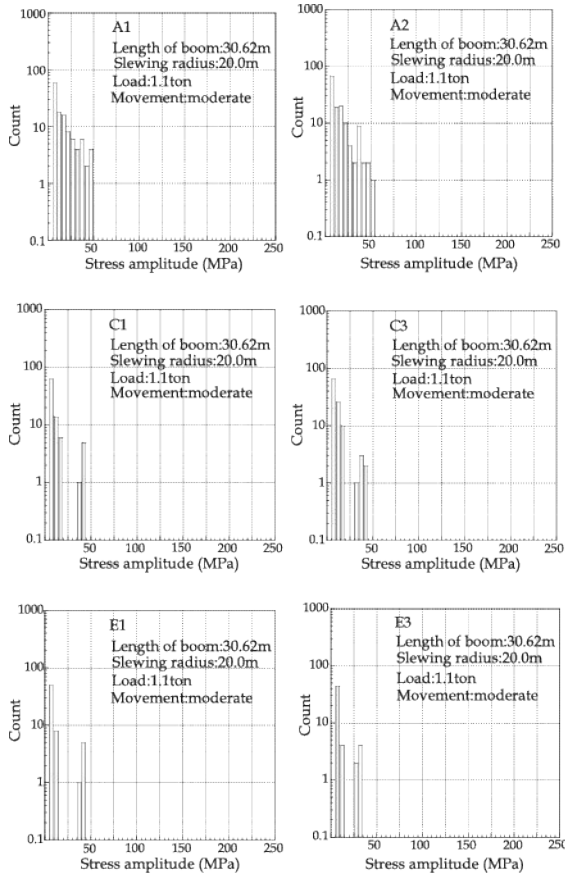 A1
Length of boom:30.62m
Slewing radius:20.0m
Load:1.1ton
Movement:moderate
1000
100
10
1
0.1
Count
50 100 150 200 250
Stress amplitude (MPa)
A2
Length of boom:30.62m
Slewing radius:20.0m
Load:1.1ton
Movement:moderate
1000
100
10
1
0.1
Count
50 100 150 200 250
Stress amplitude (MPa)
C1
Length of boom:30.62m
Slewing radius:20.0m
Load:1.1ton
Movement:moderate
1000
100
10
1
0.1
Count
50 100 150 200 250
Stress amplitude (MPa)
C3
Length of boom:30.62m
Slewing radius:20.0m
Load:1.1ton
Movement:moderate
1000
100
10
1
0.1
Count
50 100 150 200 250
Stress amplitude (MPa)
E1
Length of boom:30.62m
Slewing radius:20.0m
Load:1.1ton
Movement:moderate
1000
100
10
1
0.1
Count
50 100 150 200 250
Stress amplitude (MPa)
E3
Length of boom:30.62m
Slewing radius:20.0m
Load:1.1ton
Movement:moderate
1000
100
10
1
0.1
Count
50 100 150 200 250
Stress amplitude (MPa)